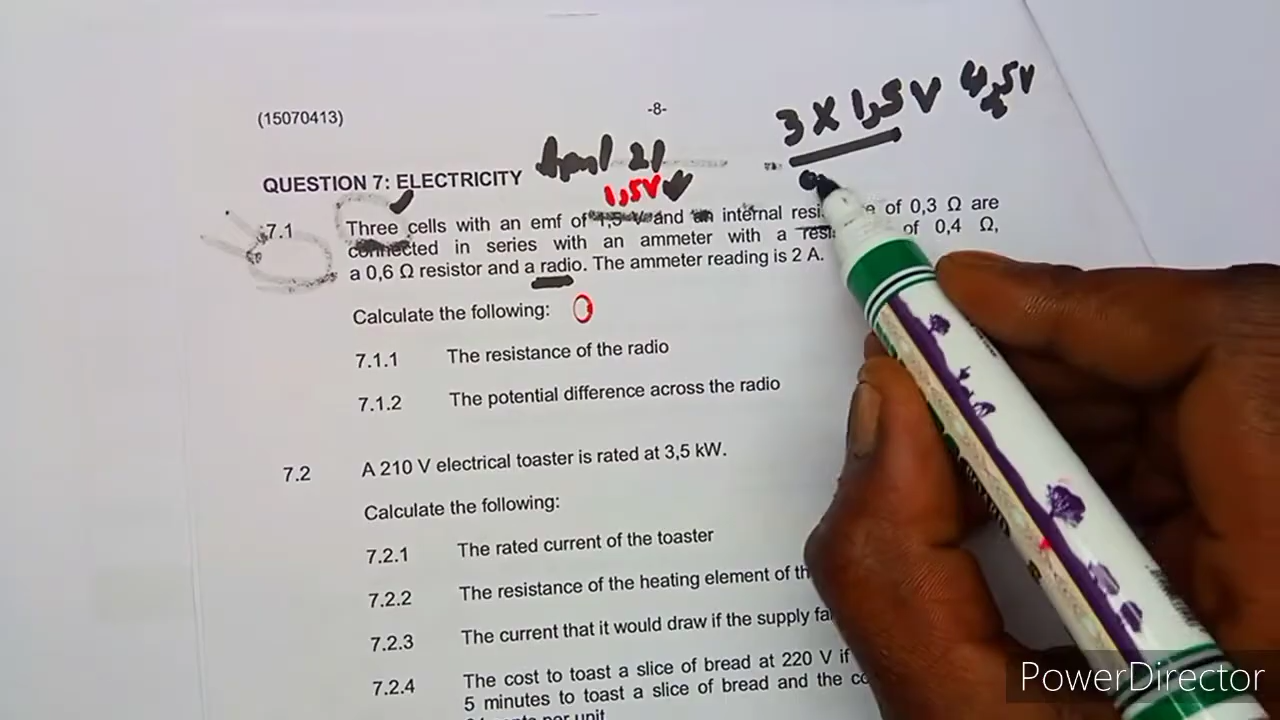 (15070413) -8- 3 X 1,5 V 4,5V
QUESTION 7: ELECTRICITY April 21
1,5V
7.1 Three cells with an emf of 1,5 V and an internal of 0,3 Ω are
connected in series with an ammeter with a of 0,4 Ω,
a 0,6 Ω resistor and a radio. The ammeter reading is 2 A.
Calculate the following:
7.1.1 The resistance of the radio
7.1.2 The potential difference across the radio
7.2 A 210 V electrical toaster is rated at 3,5 kW.
Calculate the following:
7.2.1 The rated current of the toaster
7.2.2 The resistance of the heating element of
7.2.3 The current that it would draw if the supply
7.2.4 The cost to toast a slice of bread at 220 V if
5 minutes to toast a slice of bread and the
per unit
PowerDirector